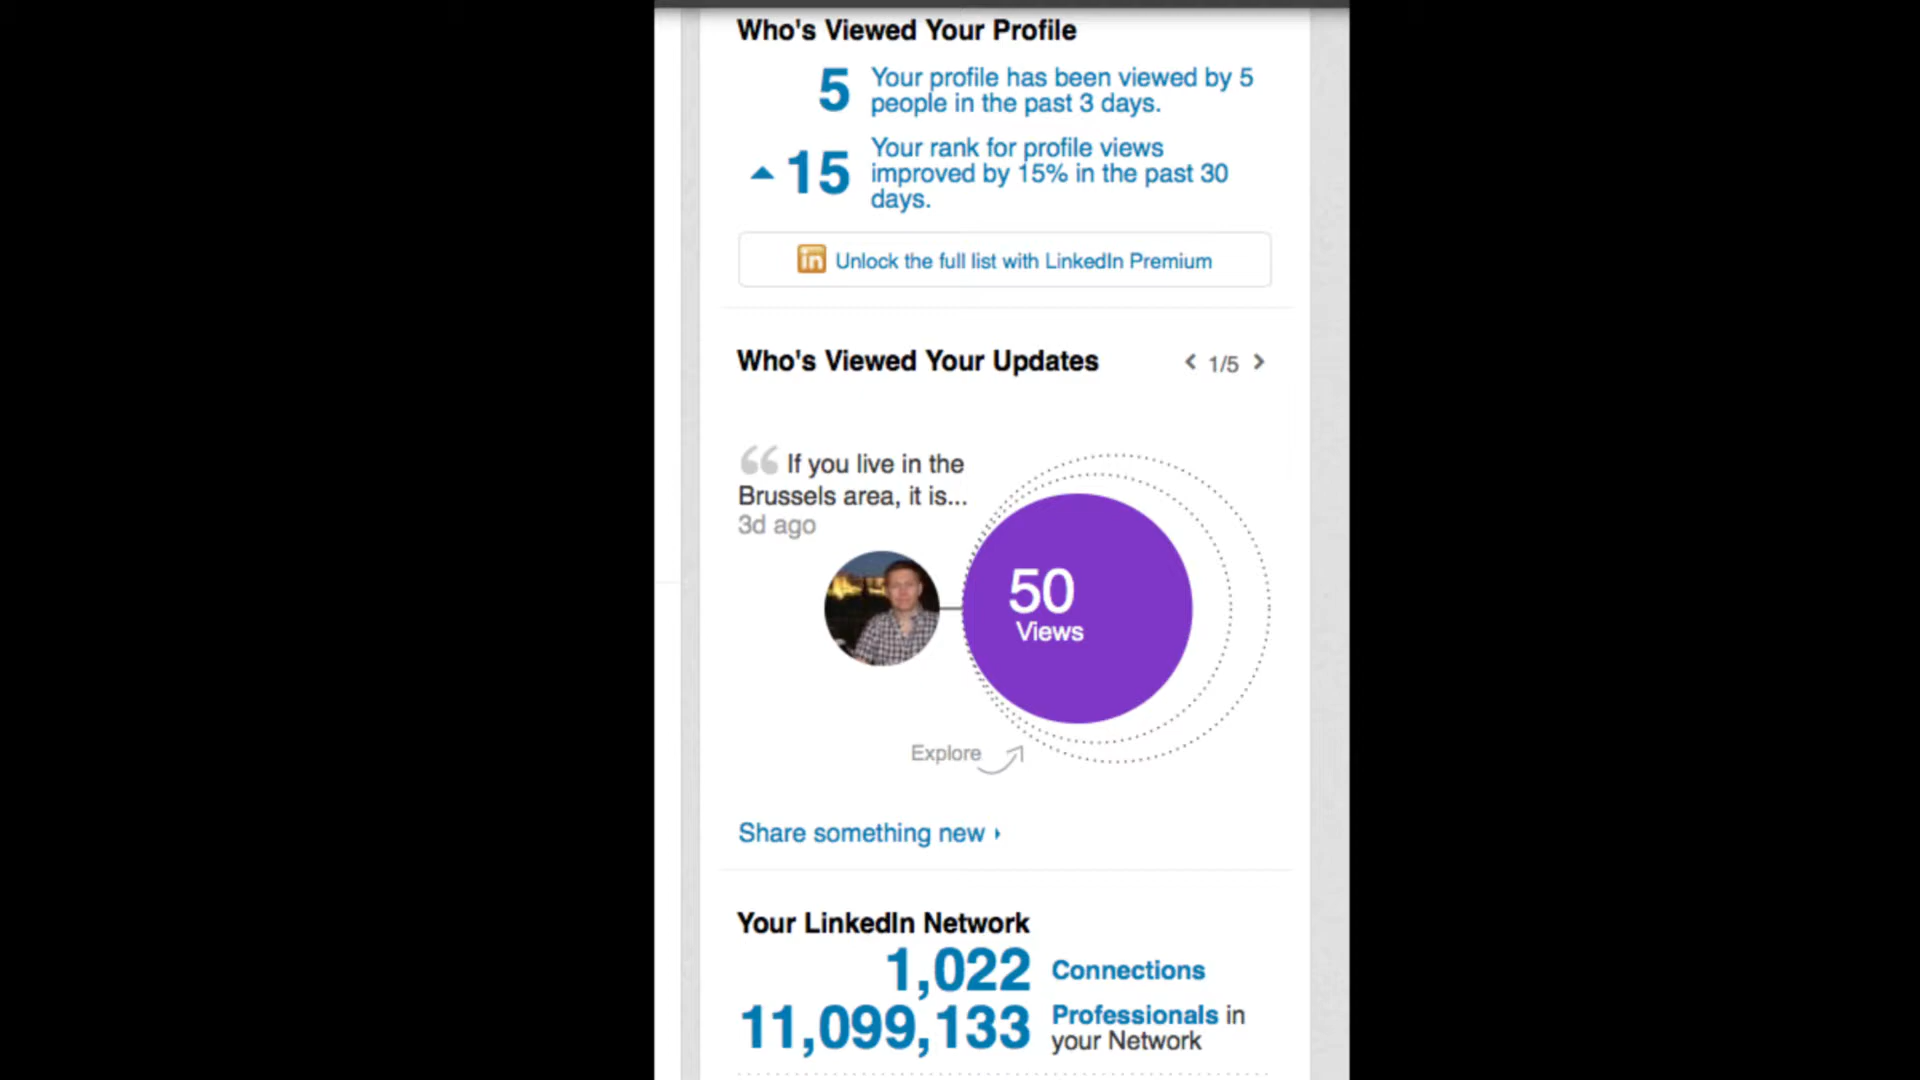 Who's Viewed Your Profile
5
Your profile has been viewed by 5
people in the past 3 days.
15
Your rank for profile views
improved by 15% in the past 30
days.
in Unlock the full list with LinkedIn Premium
Who's Viewed Your Updates
1/5
“ If you live in the
Brussels area, it is...
3d ago
50
Views
Explore
Share something new
Your LinkedIn Network
1,022 Connections
11,099,133 Professionals in
your Network